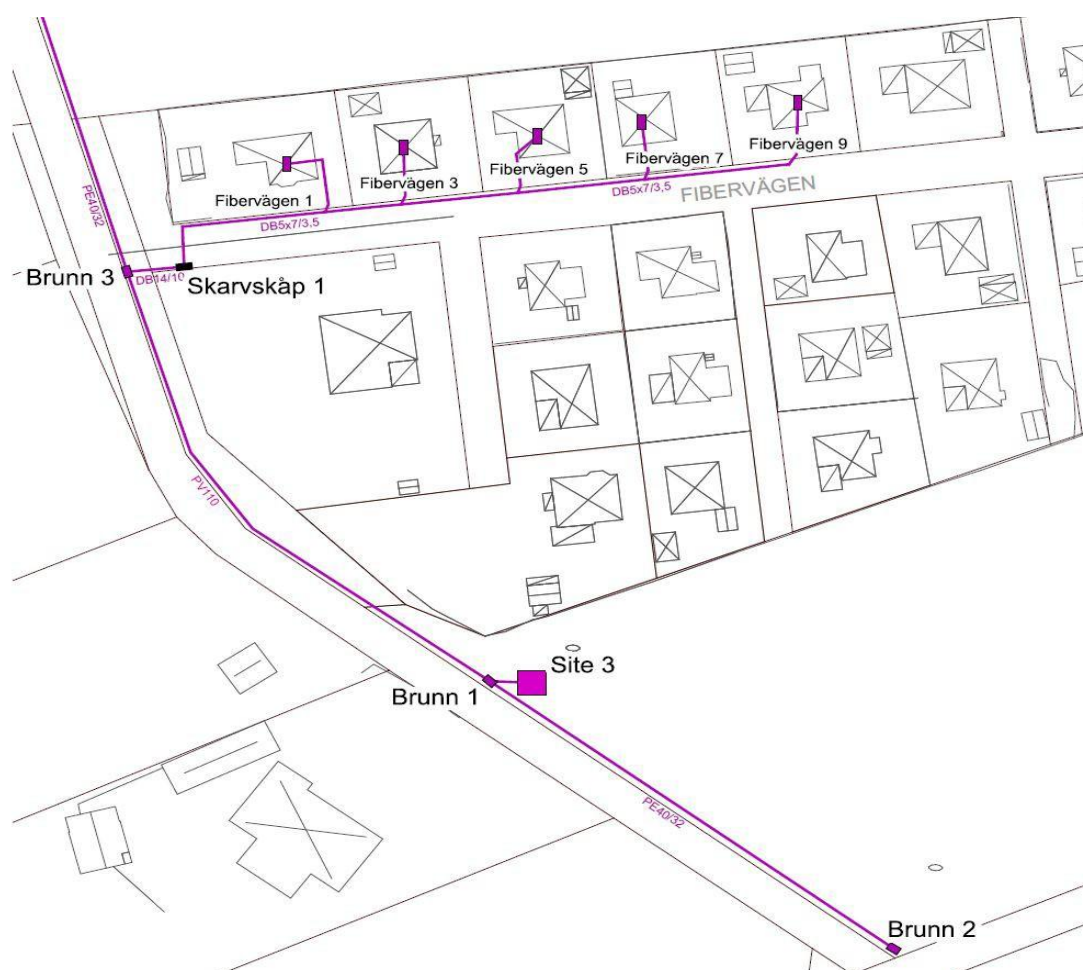 Fibervägen 1
Fibervägen 3
Fibervägen 5
Fibervägen 7
Fibervägen 9
FIBERVÄGEN
DB5x7/3,5
DB5x7/3,5
PE40/32
Brunn 3
DB14/10
Skarvskåp 1
PV110
Site 3
Brunn 1
PE40/32
Brunn 2